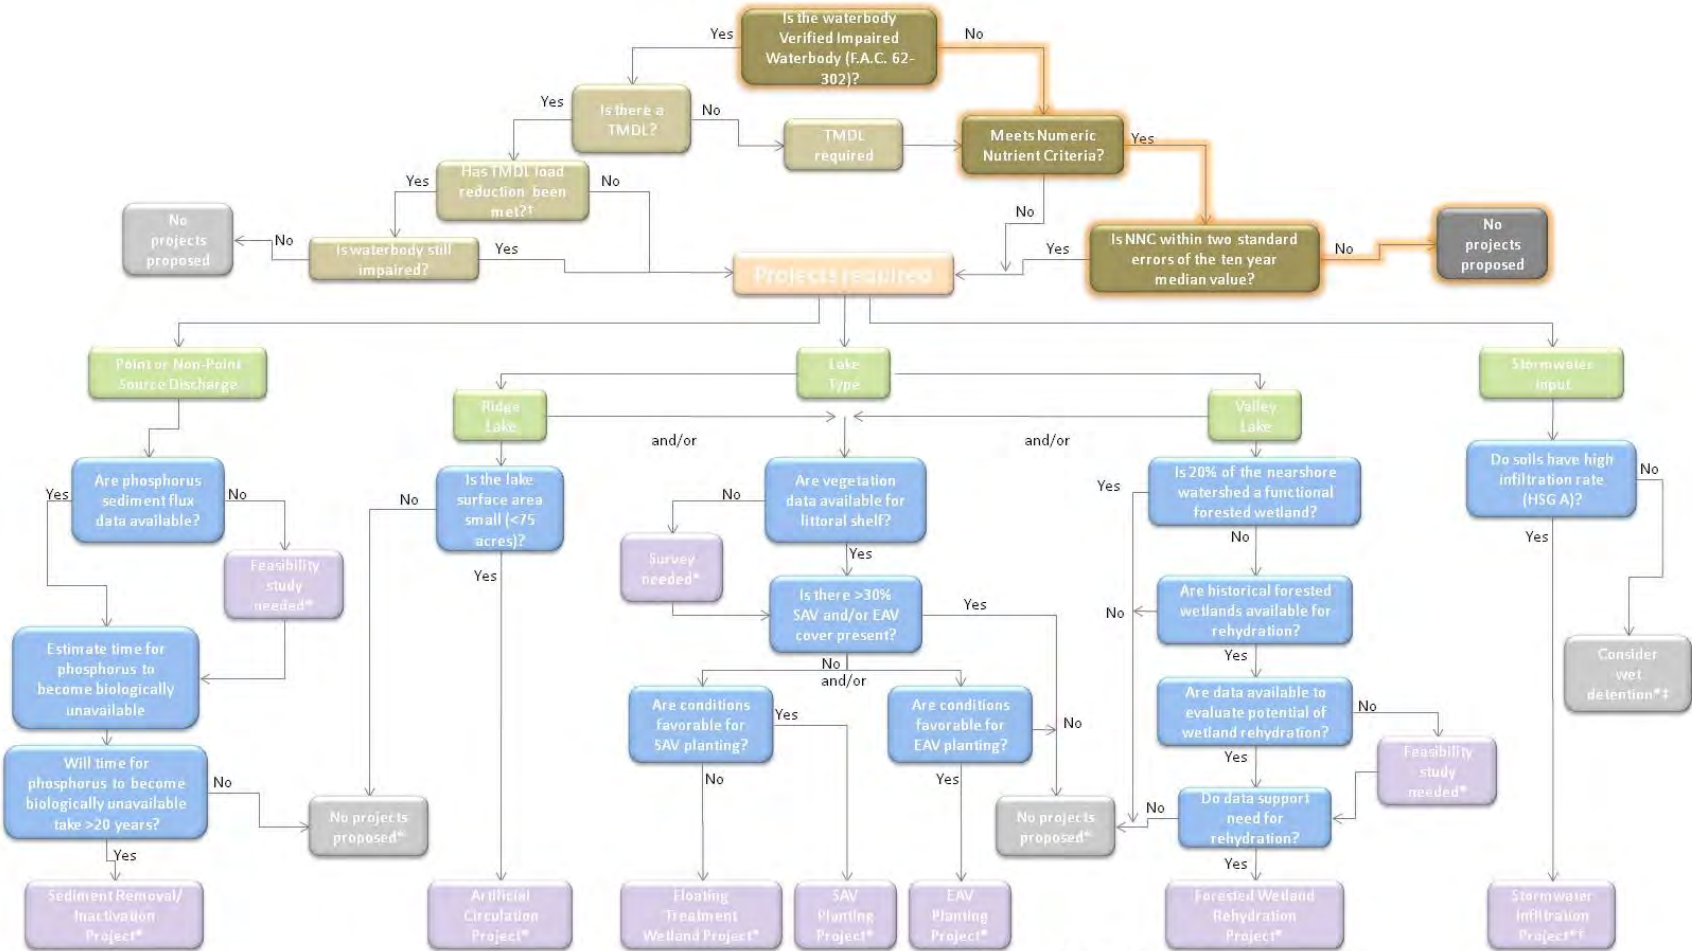 Is the waterbody
Verified Impaired
Waterbody (F.A.C. 62-
302)?
Yes
No
Is there a
TMDL?
Yes
No
TMDL
required
Meets Numeric
Nutrient Criteria?
Yes
No
Has TMDL load
reduction been
met?†
Yes
No
No
projects
proposed
No
Is waterbody still
impaired?
Yes
Projects required
Yes
Is NNC within two standard
errors of the ten year
median value?
No
No
projects
proposed
Point or Non-Point
Source Discharge
Lake
Type
Stormwater
Input
Ridge
Lake
Valley
Lake
and/or
and/or
Are phosphorus
sediment flux
data available?
Yes
No
Feasibility
study
needed*
Estimate time for
phosphorus to
become biologically
unavailable
Will time for
phosphorus to become
biologically unavailable
take >20 years?
No
Yes
Sediment Removal/
Inactivation
Project*
Is the lake
surface area
small (<75
acres)?
No
Yes
No projects
proposed*
Artificial
Circulation
Project*
Are vegetation
data available for
littoral shelf?
No
Yes
Survey
needed*
Is there >30%
SAV and/or EAV
cover present?
Yes
No
and/or
Are conditions
favorable for
SAV planting?
Yes
No
Are conditions
favorable for
EAV planting?
No
Yes
Floating
Treatment
Wetland Project*
SAV
Planting
Project*
EAV
Planting
Project*
Is 20% of the nearshore
watershed a functional
forested wetland?
Yes
No
Are historical forested
wetlands available for
rehydration?
No
Yes
Are data available to
evaluate potential of
wetland rehydration?
No
Yes
Feasibility
study
needed*
Do data support
need for
rehydration?
No
Yes
No projects
proposed*
Forested Wetland
Rehydration
Project*
Do soils have high
infiltration rate
(HSG A)?
No
Yes
Consider
wet
detention*‡
Stormwater
Infiltration
Project*†